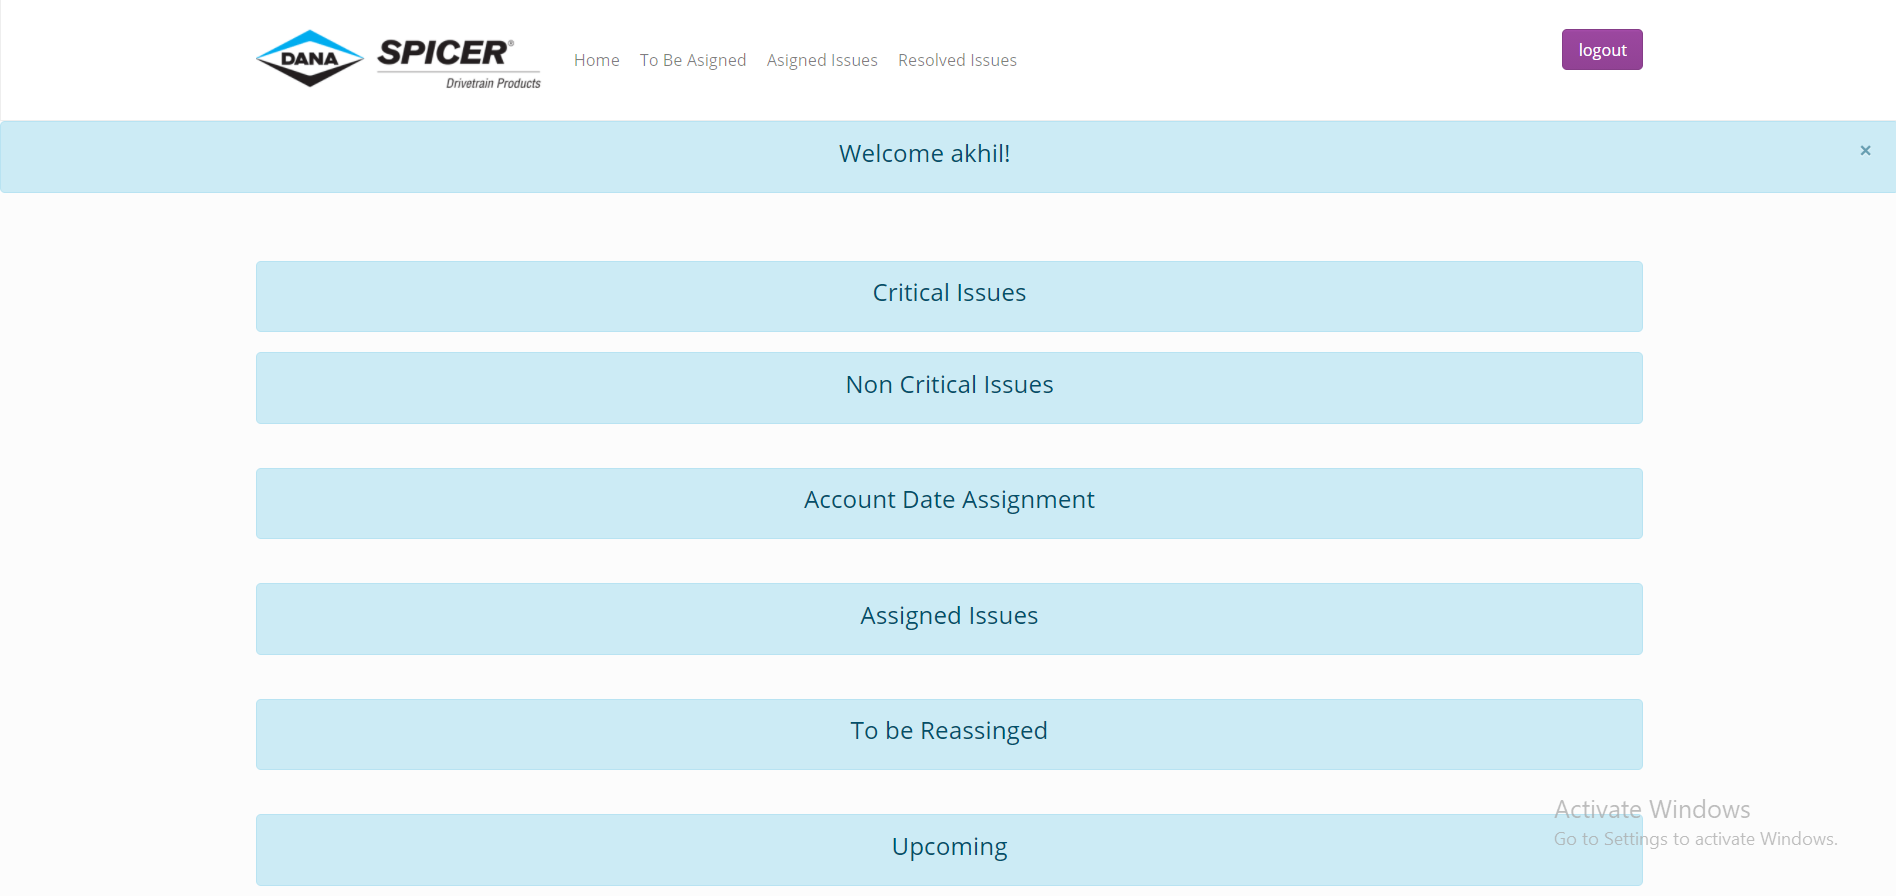 DANA SPICER®
Drivetrain Products
Home To Be Asigned Asigned Issues Resolved Issues
logout
Welcome akhil!
×
Critical Issues
Non Critical Issues
Account Date Assignment
Assigned Issues
To be Reassinged
Upcoming
Activate Windows
Go to Settings to activate Windows.